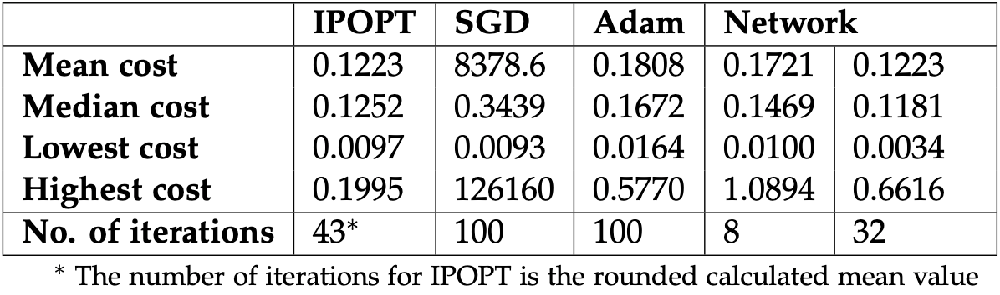 IPOPT SGD Adam Network
Mean cost 0.1223 8378.6 0.1808 0.1721 0.1223
Median cost 0.1252 0.3439 0.1672 0.1469 0.1181
Lowest cost 0.0097 0.0093 0.0164 0.0100 0.0034
Highest cost 0.1995 126160 0.5770 1.0894 0.6616
No. of iterations 43* 100 100 8 32
* The number of iterations for IPOPT is the rounded calculated mean value